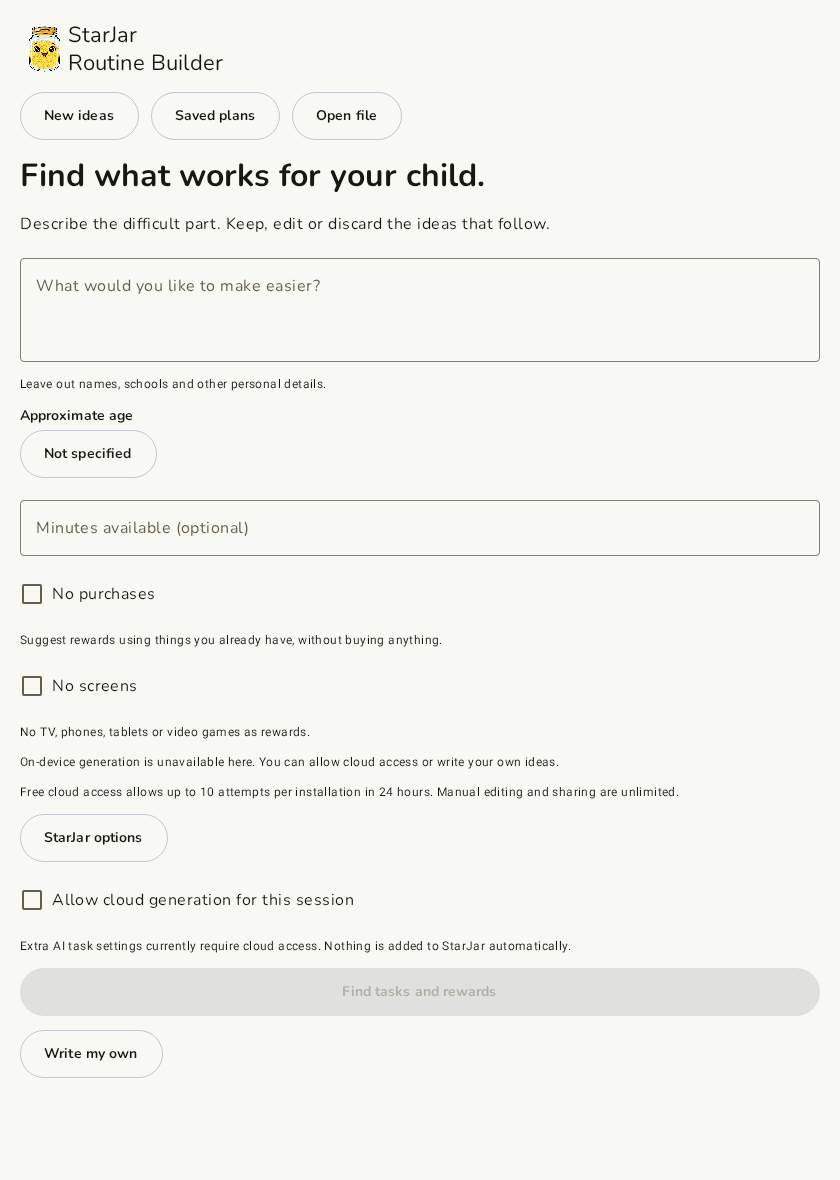 StarJar
Routine Builder
New ideas
Saved plans
Open file
Find what works for your child.
Describe the difficult part. Keep, edit or discard the ideas that follow.
What would you like to make easier?
Leave out names, schools and other personal details.
Approximate age
Not specified
Minutes available (optional)
No purchases
Suggest rewards using things you already have, without buying anything.
No screens
No TV, phones, tablets or video games as rewards.
On-device generation is unavailable here. You can allow cloud access or write your own ideas.
Free cloud access allows up to 10 attempts per installation in 24 hours. Manual editing and sharing are unlimited.
StarJar options
Allow cloud generation for this session
Extra AI task settings currently require cloud access. Nothing is added to StarJar automatically.
Find tasks and rewards
Write my own